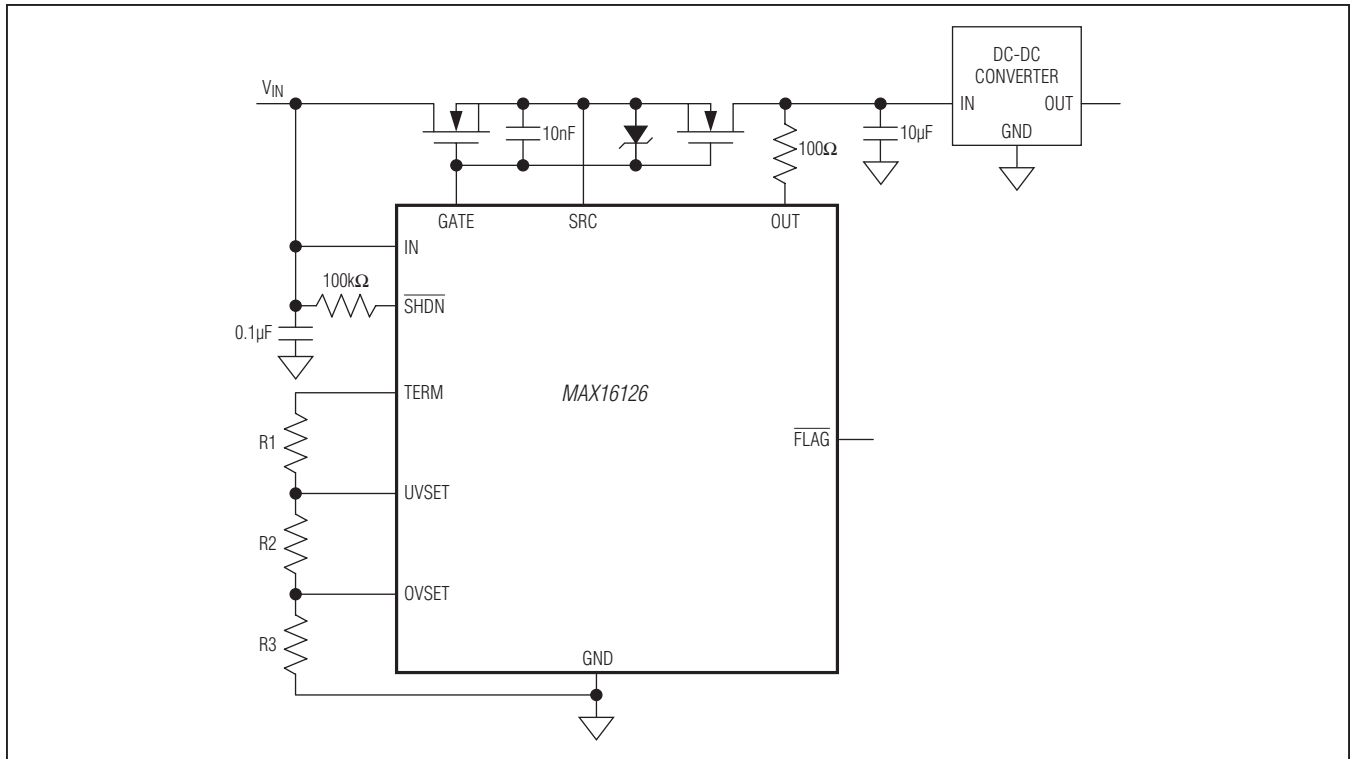 DC-DC
CONVERTER
IN
OUT
GND
VIN
10nF
100Ω
10µF
GATE
SRC
OUT
IN
100kΩ
SHDN
0.1µF
TERM
MAX16126
R1
FLAG
UVSET
R2
OVSET
R3
GND